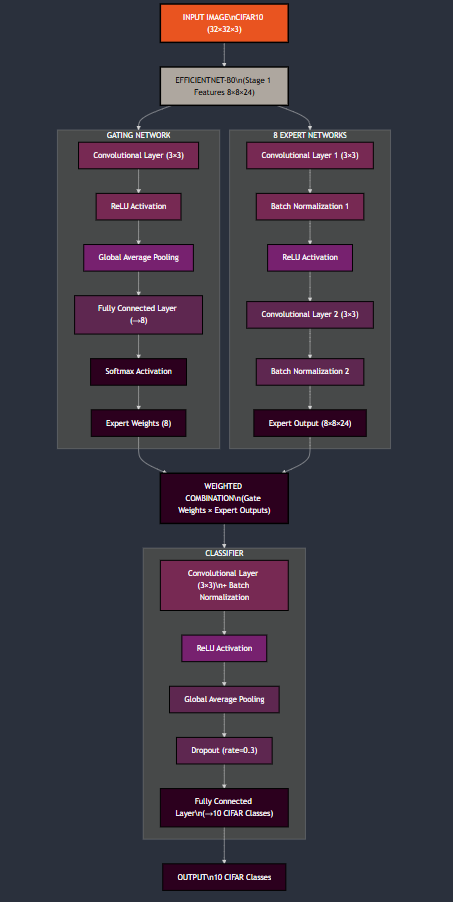 INPUT IMAGE\nCIFAR10
(32×32×3)
EFFICIENTNET-B0\n(Stage 1
Features 8×8×24)
GATING NETWORK
Convolutional Layer (3×3)
ReLU Activation
Global Average Pooling
Fully Connected Layer
(→8)
Softmax Activation
Expert Weights (8)
8 EXPERT NETWORKS
Convolutional Layer 1 (3×3)
Batch Normalization 1
ReLU Activation
Convolutional Layer 2 (3×3)
Batch Normalization 2
Expert Output (8×8×24)
WEIGHTED
COMBINATION\n(Gate
Weights × Expert Outputs)
CLASSIFIER
Convolutional Layer
(3×3)\n+ Batch
Normalization
ReLU Activation
Global Average Pooling
Dropout (rate=0.3)
Fully Connected
Layer\n(→10 CIFAR Classes)
OUTPUT\n10 CIFAR Classes